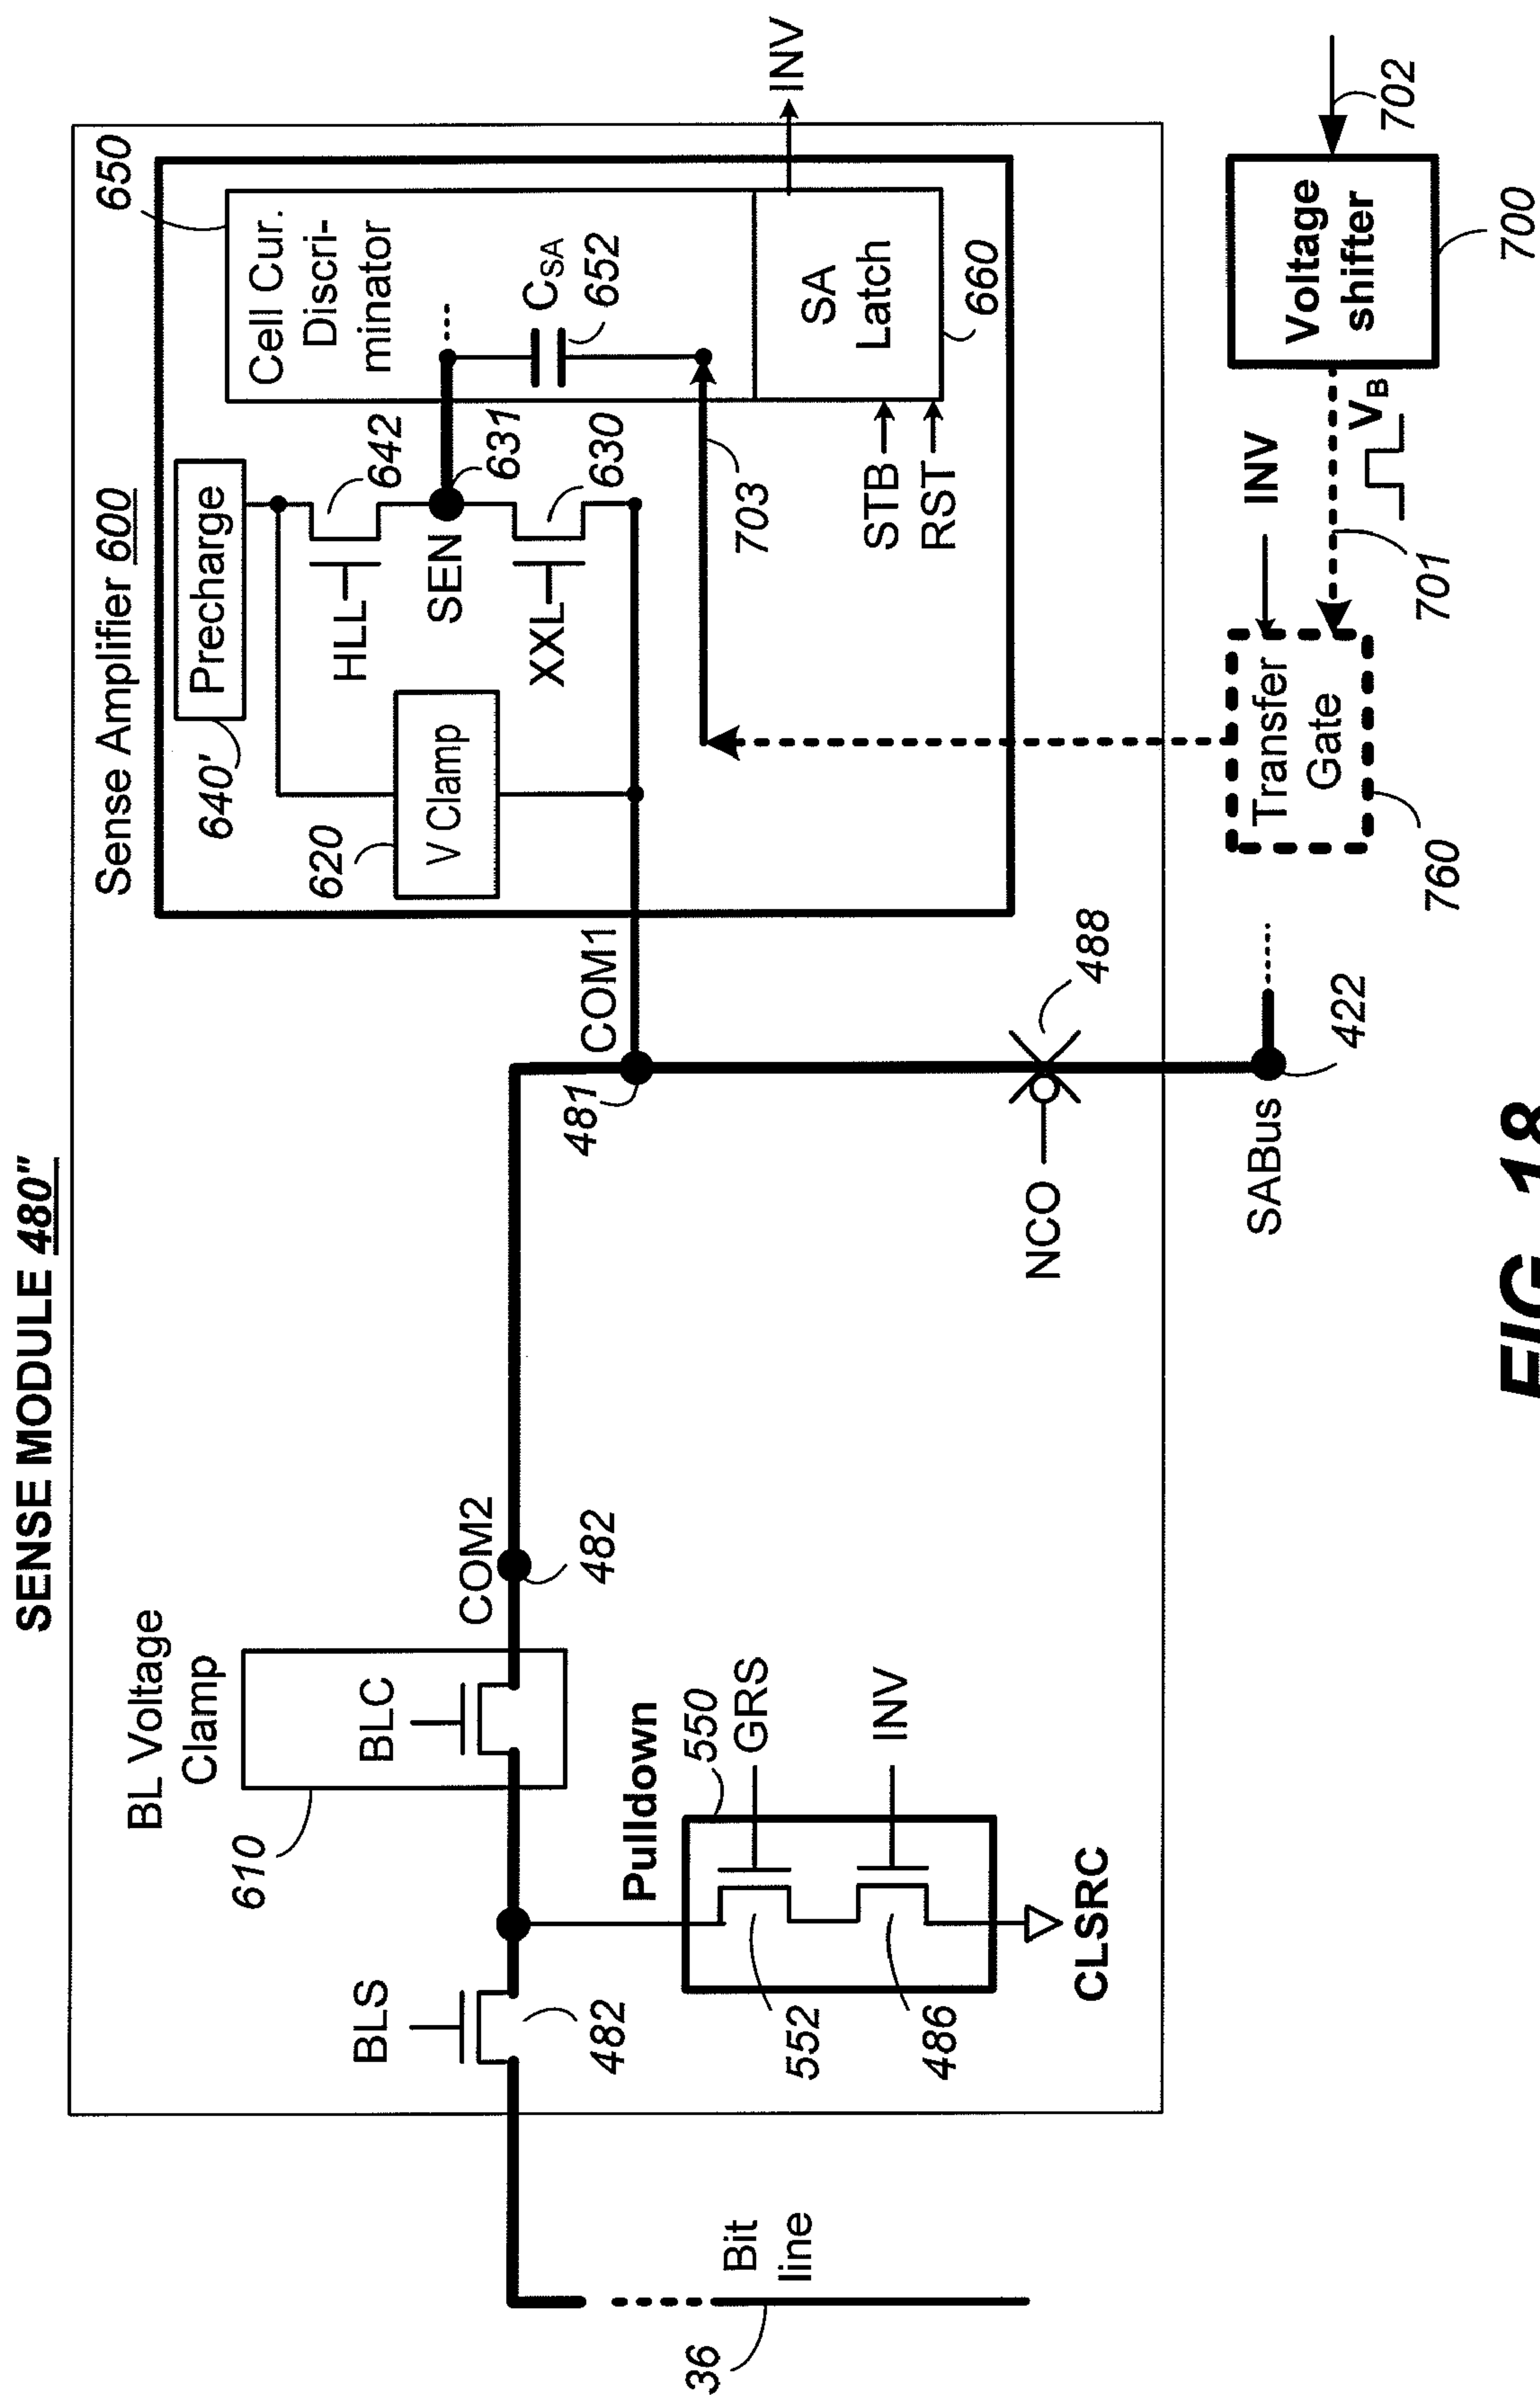 SENSE MODULE 480"
Sense Amplifier 600
650
Precharge
640'
Cell Cur.
Discri-
minator
HLL
642
SEN
631
CSA
652
V Clamp
620
XXL
630
703
SA
Latch
660
STB
RST
INV
BL Voltage
Clamp
610
BLC
COM2
482
COM1
481
BLS
482
Pulldown
550
GRS
INV
552
486
CLSRC
NCO
488
Bit
line
36
SABus
422
Transfer
Gate
760
INV
VB
701
Voltage
shifter
700
702
FIG. 18